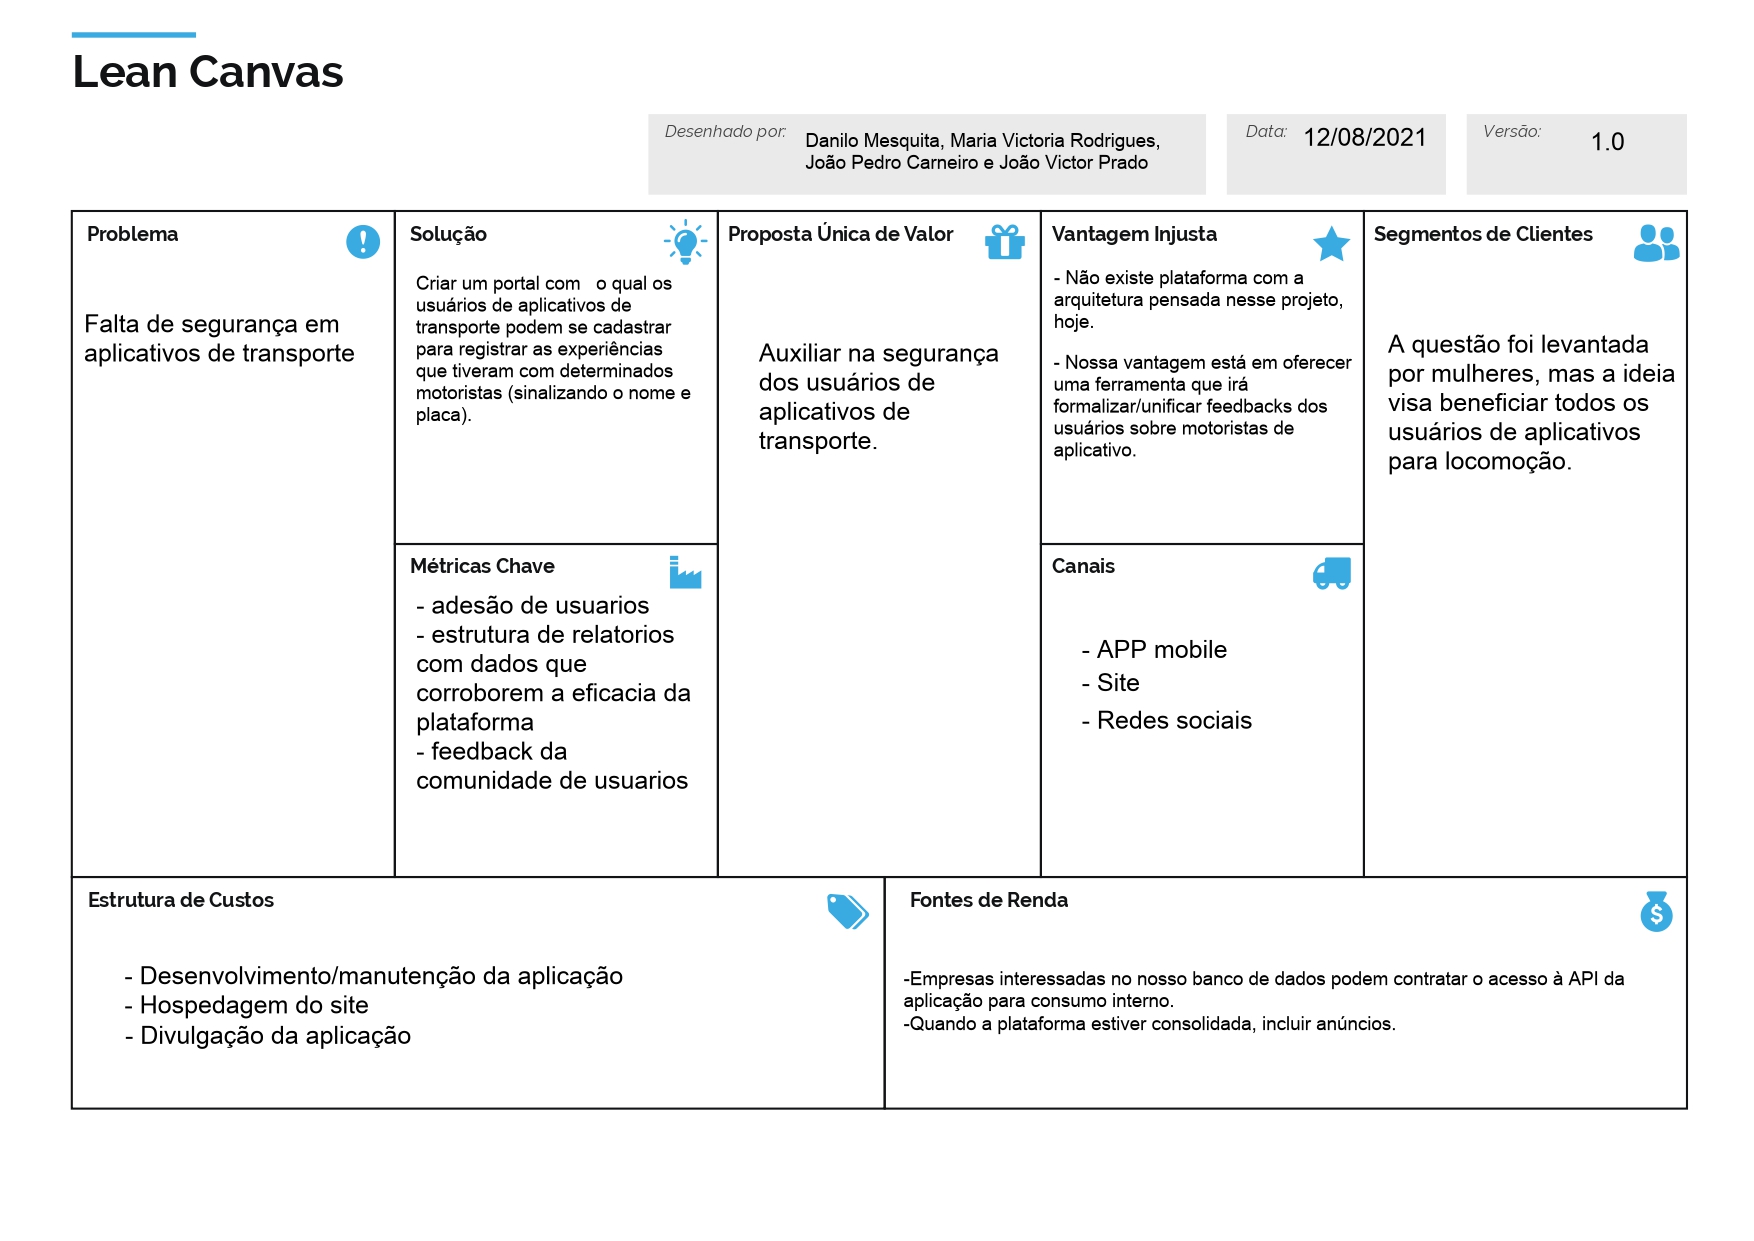 Lean Canvas
Desenhado por:
Danilo Mesquita, Maria Victoria Rodrigues,
João Pedro Carneiro e João Victor Prado
Data:
12/08/2021
Versão:
1.0
Problema
Falta de segurança em
aplicativos de transporte
Solução
Criar um portal com   o qual os
usuários de aplicativos de
transporte podem se cadastrar
para registrar as experiências
que tiveram com determinados
motoristas (sinalizando o nome e
placa).
Métricas Chave
- adesão de usuarios
- estrutura de relatorios
com dados que
corroborem a eficacia da
plataforma
- feedback da
comunidade de usuarios
Proposta Única de Valor
Auxiliar na segurança
dos usuários de
aplicativos de
transporte.
Vantagem Injusta
- Não existe plataforma com a
arquitetura pensada nesse projeto,
hoje.
- Nossa vantagem está em oferecer
uma ferramenta que irá
formalizar/unificar feedbacks dos
usuários sobre motoristas de
aplicativo.
Canais
- APP mobile
- Site
- Redes sociais
Segmentos de Clientes
A questão foi levantada
por mulheres, mas a ideia
visa beneficiar todos os
usuários de aplicativos
para locomoção.
Estrutura de Custos
- Desenvolvimento/manutenção da aplicação
- Hospedagem do site
- Divulgação da aplicação
Fontes de Renda
-Empresas interessadas no nosso banco de dados podem contratar o acesso à API da
aplicação para consumo interno.
-Quando a plataforma estiver consolidada, incluir anúncios.